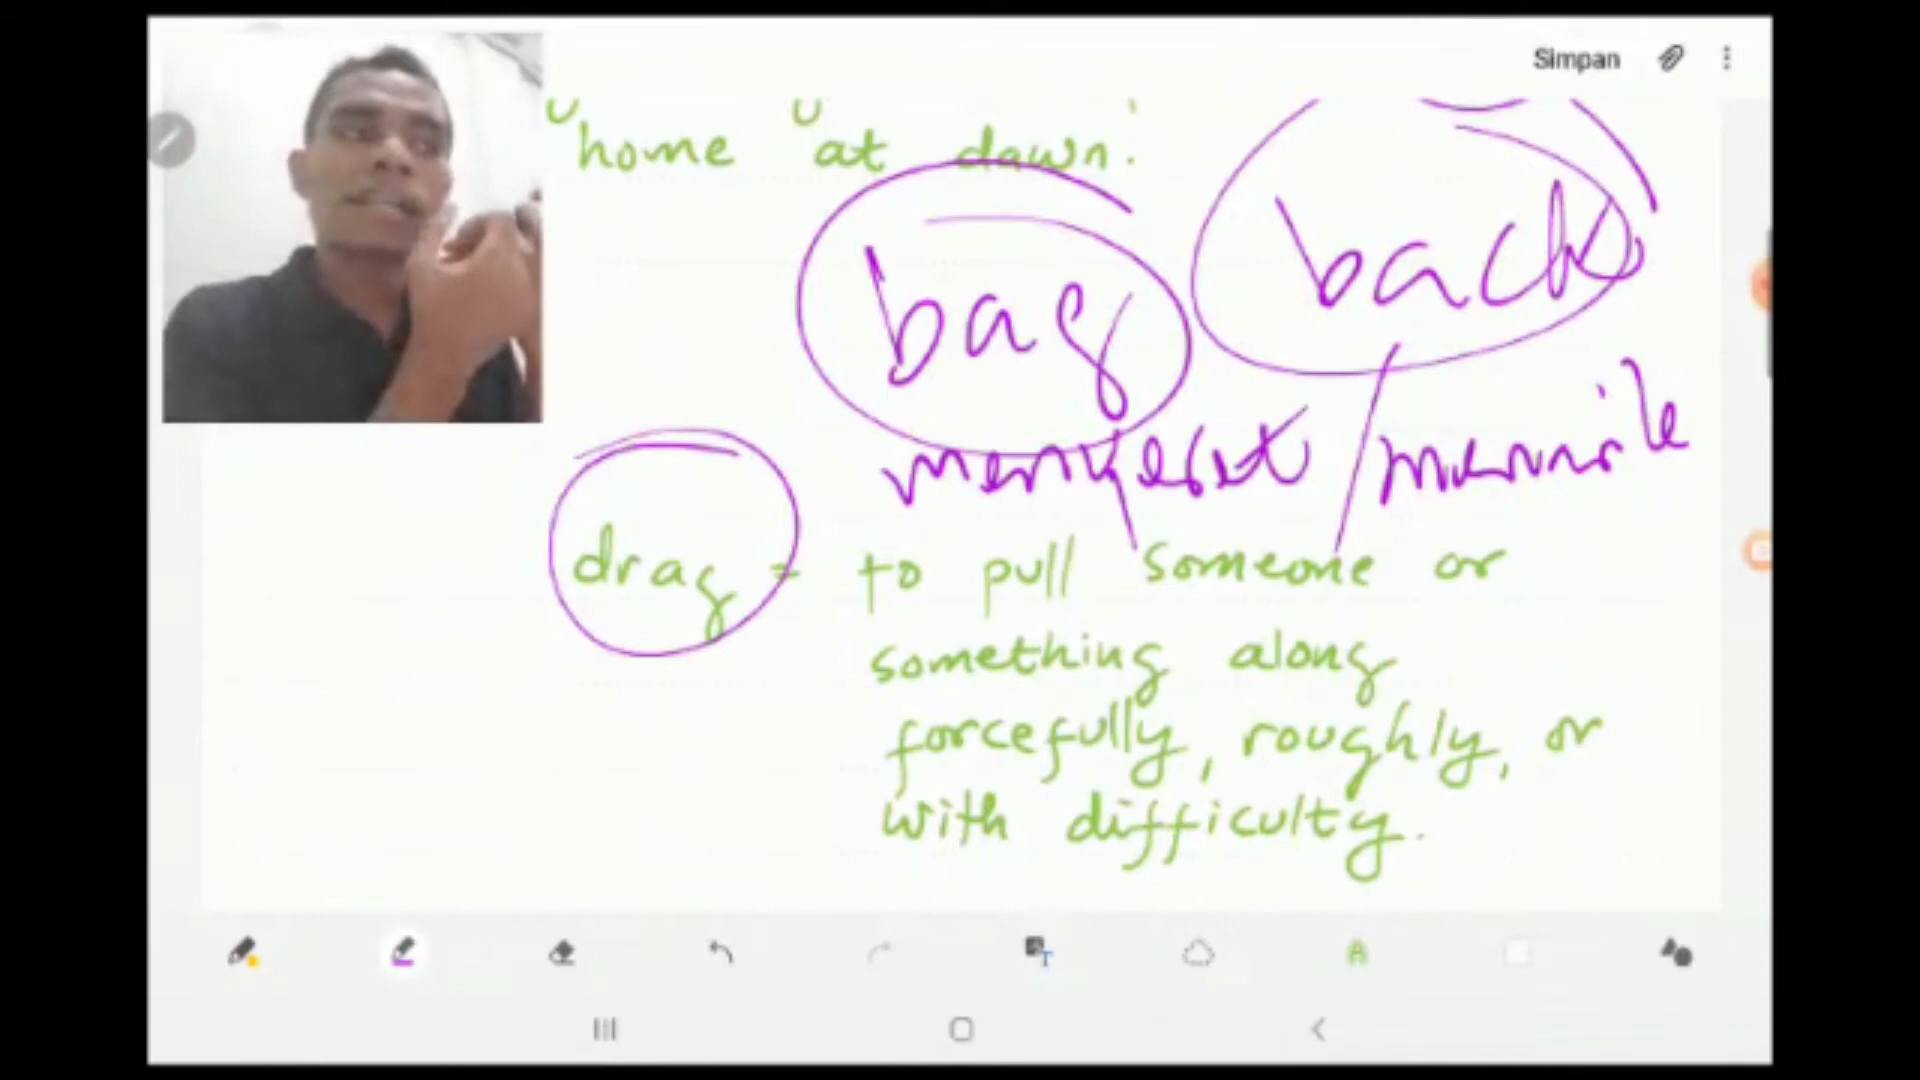 Simpan
home at dawn.
bag back
drag = to pull someone or
something along
forcefully, roughly, or
with difficulty.